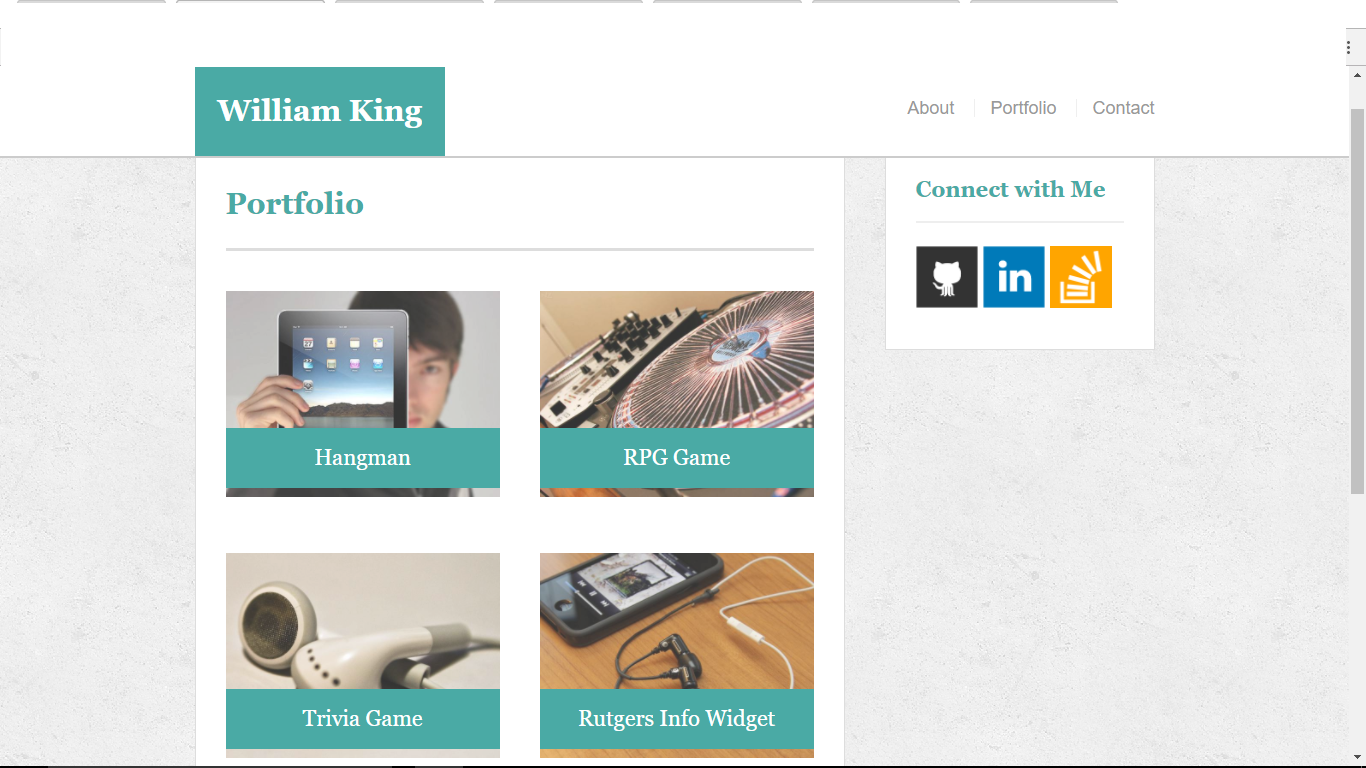 William King
About
Portfolio
Contact
Portfolio
Connect with Me
in
Hangman
RPG Game
Trivia Game
Rutgers Info Widget